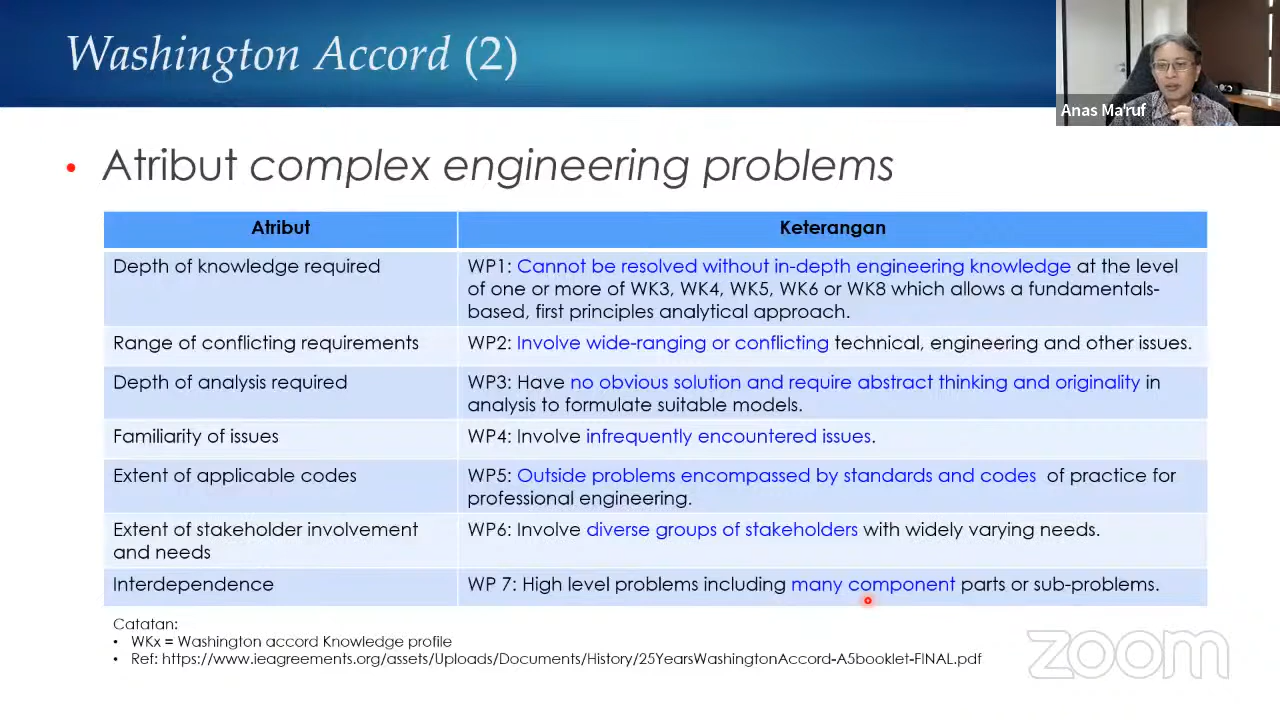 Washington Accord (2)
Anas Ma'ruf
• Atribut complex engineering problems
Atribut
Keterangan
Depth of knowledge required
WP1: Cannot be resolved without in-depth engineering knowledge at the level
of one or more of WK3, WK4, WK5, WK6 or WK8 which allows a fundamentals-
based, first principles analytical approach.
Range of conflicting requirements
WP2: Involve wide-ranging or conflicting technical, engineering and other issues.
Depth of analysis required
WP3: Have no obvious solution and require abstract thinking and originality in
analysis to formulate suitable models.
Familiarity of issues
WP4: Involve infrequently encountered issues.
Extent of applicable codes
WP5: Outside problems encompassed by standards and codes of practice for
professional engineering.
Extent of stakeholder involvement
and needs
WP6: Involve diverse groups of stakeholders with widely varying needs.
Interdependence
WP 7: High level problems including many component parts or sub-problems.
Catatan:
• WKx = Washington accord Knowledge profile
• Ref: https://www.ieagreements.org/assets/Uploads/Documents/History/25YearsWashingtonAccord-A5booklet-FINAL.pdf
zoom